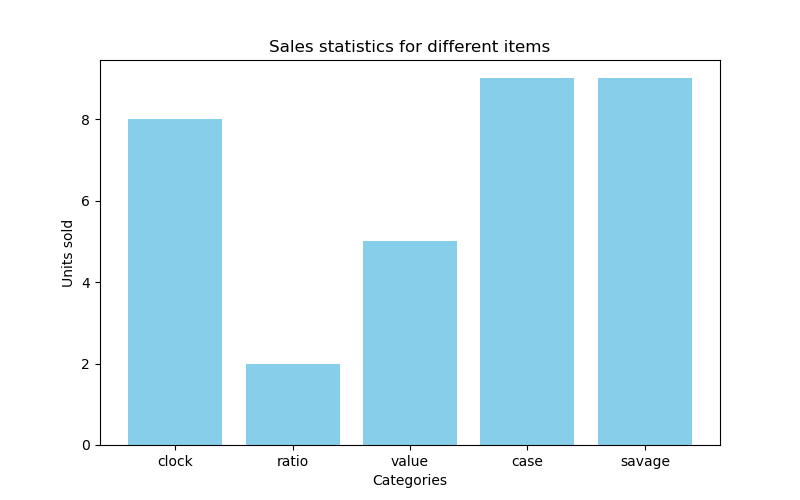 Sales statistics for different items
Units sold
8
6
4
2
0
clock ratio value case savage
Categories